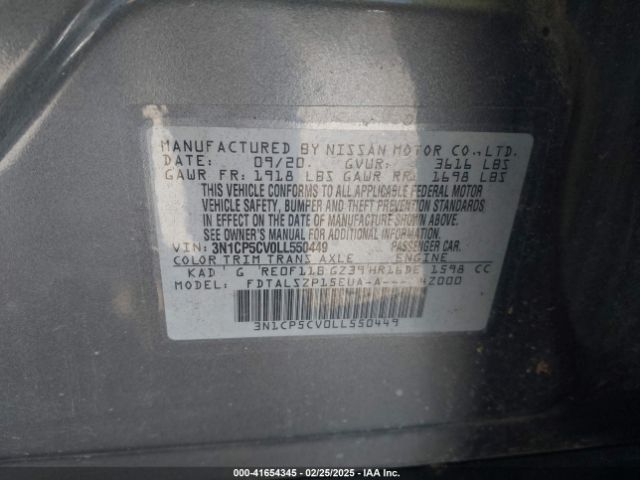 MANUFACTURED BY NISSAN MOTOR CO.,LTD.
DATE: 09/20. GVWR: 3616 LBS
GAWR FR: 1918 LBS GAWR RR: 1698 LBS
THIS VEHICLE CONFORMS TO ALL APPLICABLE FEDERAL MOTOR
VEHICLE SAFETY, BUMPER AND THEFT PREVENTION STANDARDS
IN EFFECT ON THE DATE OF MANUFACTURE SHOWN ABOVE.
SEE OWNER'S MANUAL FOR ADDITIONAL INFORMATION
VIN: 3N1CP5CV0LL550449 PASSENGER CAR.
COLOR TRIM TRANS AXLE ENGINE
KAD G RE0F11B GZ39 HR16DE 1598 CC
MODEL: FDTALSZP15EUA-A--- 42000
3N1CP5CV0LL550449
000-41654345 - 02/25/2025 - IAA Inc.